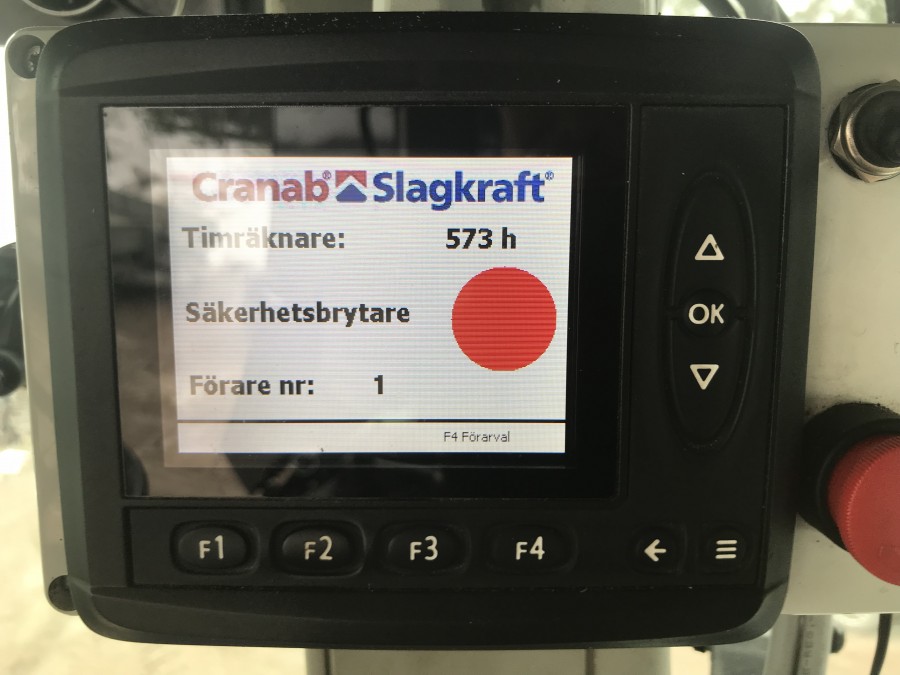 Cranab® Slagkraft®
Timräknare: 573 h
Säkerhetsbrytare
Förare nr: 1
F4 Förarval
OK
F1 F2 F3 F4